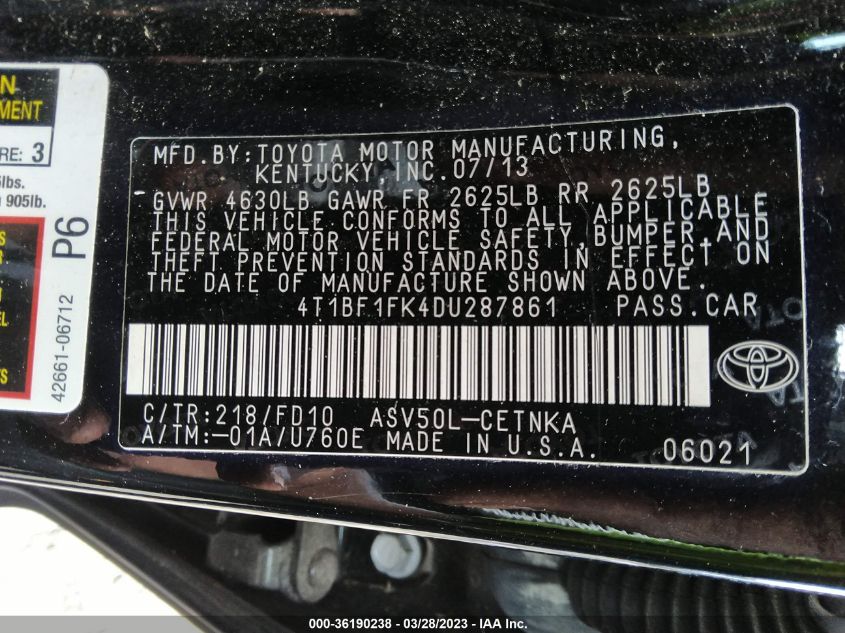 N
MENT
RE: 3
lbs.
905lb.
P6
42661-06712
MFD.BY:TOYOTA MOTOR MANUFACTURING,
KENTUCKY, INC.07/13
GVWR 4630LB GAWR FR 2625LB RR 2625LB
THIS VEHICLE CONFORMS TO ALL APPLICABLE
FEDERAL MOTOR VEHICLE SAFETY,BUMPER,AND
THEFT PREVENTION STANDARDS IN EFFECT ON
THE DATE OF MANUFACTURE SHOWN ABOVE.
4T1BF1FK4DU287861 PASS.CAR
C/TR:218/FD10 ASV50L-CETNKA
A/TM:-01A/U760E MADE IN U.S.A. 06021
000-36190238 - 03/28/2023 - IAA Inc.